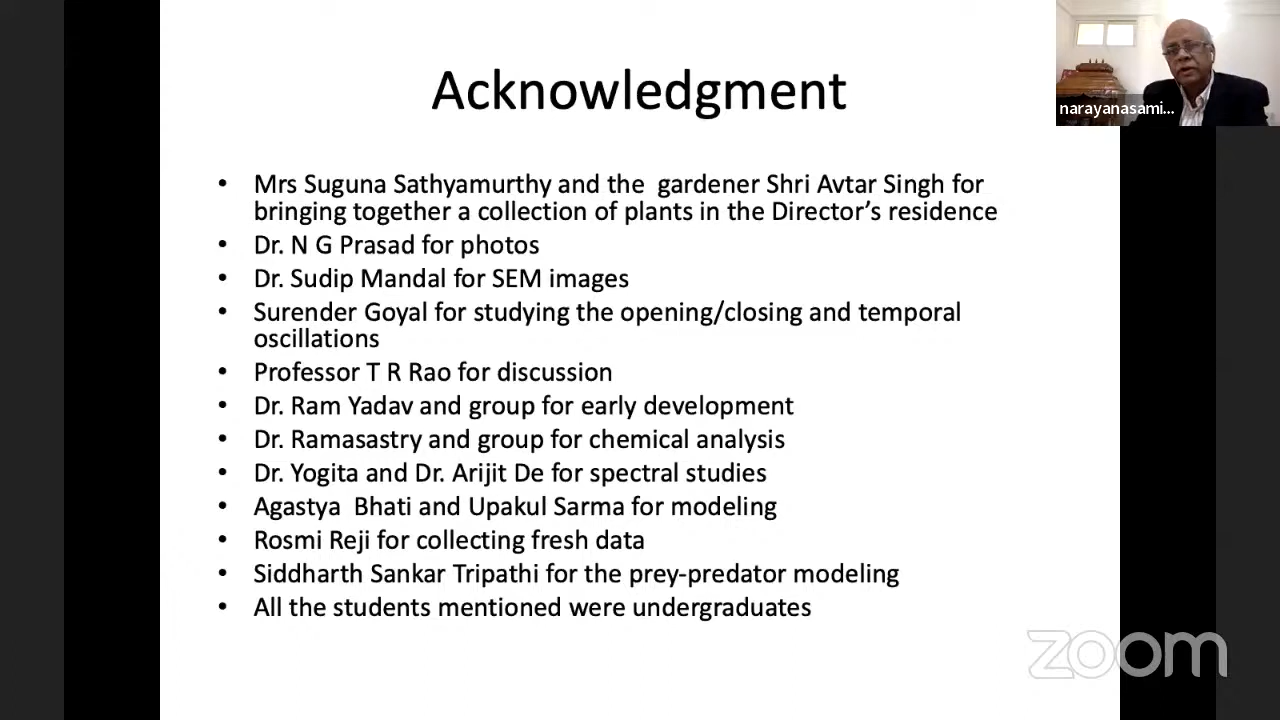 Acknowledgment
narayanasami...
• Mrs Suguna Sathyamurthy and the gardener Shri Avtar Singh for
bringing together a collection of plants in the Director’s residence
• Dr. N G Prasad for photos
• Dr. Sudip Mandal for SEM images
• Surender Goyal for studying the opening/closing and temporal
oscillations
• Professor T R Rao for discussion
• Dr. Ram Yadav and group for early development
• Dr. Ramasastry and group for chemical analysis
• Dr. Yogita and Dr. Arijit De for spectral studies
• Agastya Bhati and Upakul Sarma for modeling
• Rosmi Reji for collecting fresh data
• Siddharth Sankar Tripathi for the prey-predator modeling
• All the students mentioned were undergraduates
zoom